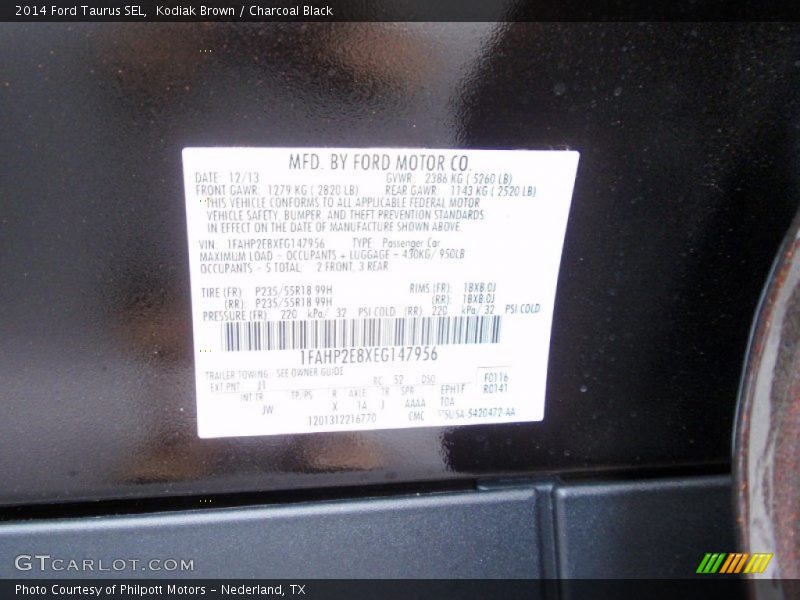 2014 Ford Taurus SEL,  Kodiak Brown / Charcoal Black
MFD. BY FORD MOTOR CO.
DATE: 12/13 GVWR: 2386 KG ( 5260 LB)
FRONT GAWR: 1279 KG ( 2820 LB) REAR GAWR: 1143 KG ( 2520 LB)
THIS VEHICLE CONFORMS TO ALL APPLICABLE FEDERAL MOTOR
VEHICLE SAFETY, BUMPER, AND THEFT PREVENTION STANDARDS
IN EFFECT ON THE DATE OF MANUFACTURE SHOWN ABOVE.
VIN: 1FAHP2E8XEG147956 TYPE: Passenger Car
MAXIMUM LOAD - OCCUPANTS + LUGGAGE - 430KG/ 950LB
OCCUPANTS - 5 TOTAL: 2 FRONT, 3 REAR
TIRE (FR) P235/55R18 99H RIMS (FR): 18X8.0J
(RR): P235/55R18 99H (RR): 18X8.0J
PRESSURE (FR): 220 kPa/ 32 PSI COLD (RR) 220 kPa/ 32 PSI COLD
1FAHP2E8XEG147956
TRAILER TOWING - SEE OWNER GUIDE
EXT PNT J1 RC 52 DSO F0116
INT TR TP/PS R AXLE TR SPR EPH1F R0141
JW X 1A J AAAA TOA
1201312216770 CMC 5U5A-5420472-AA
GTCARLOT.COM
Photo Courtesy of Philpott Motors - Nederland, TX